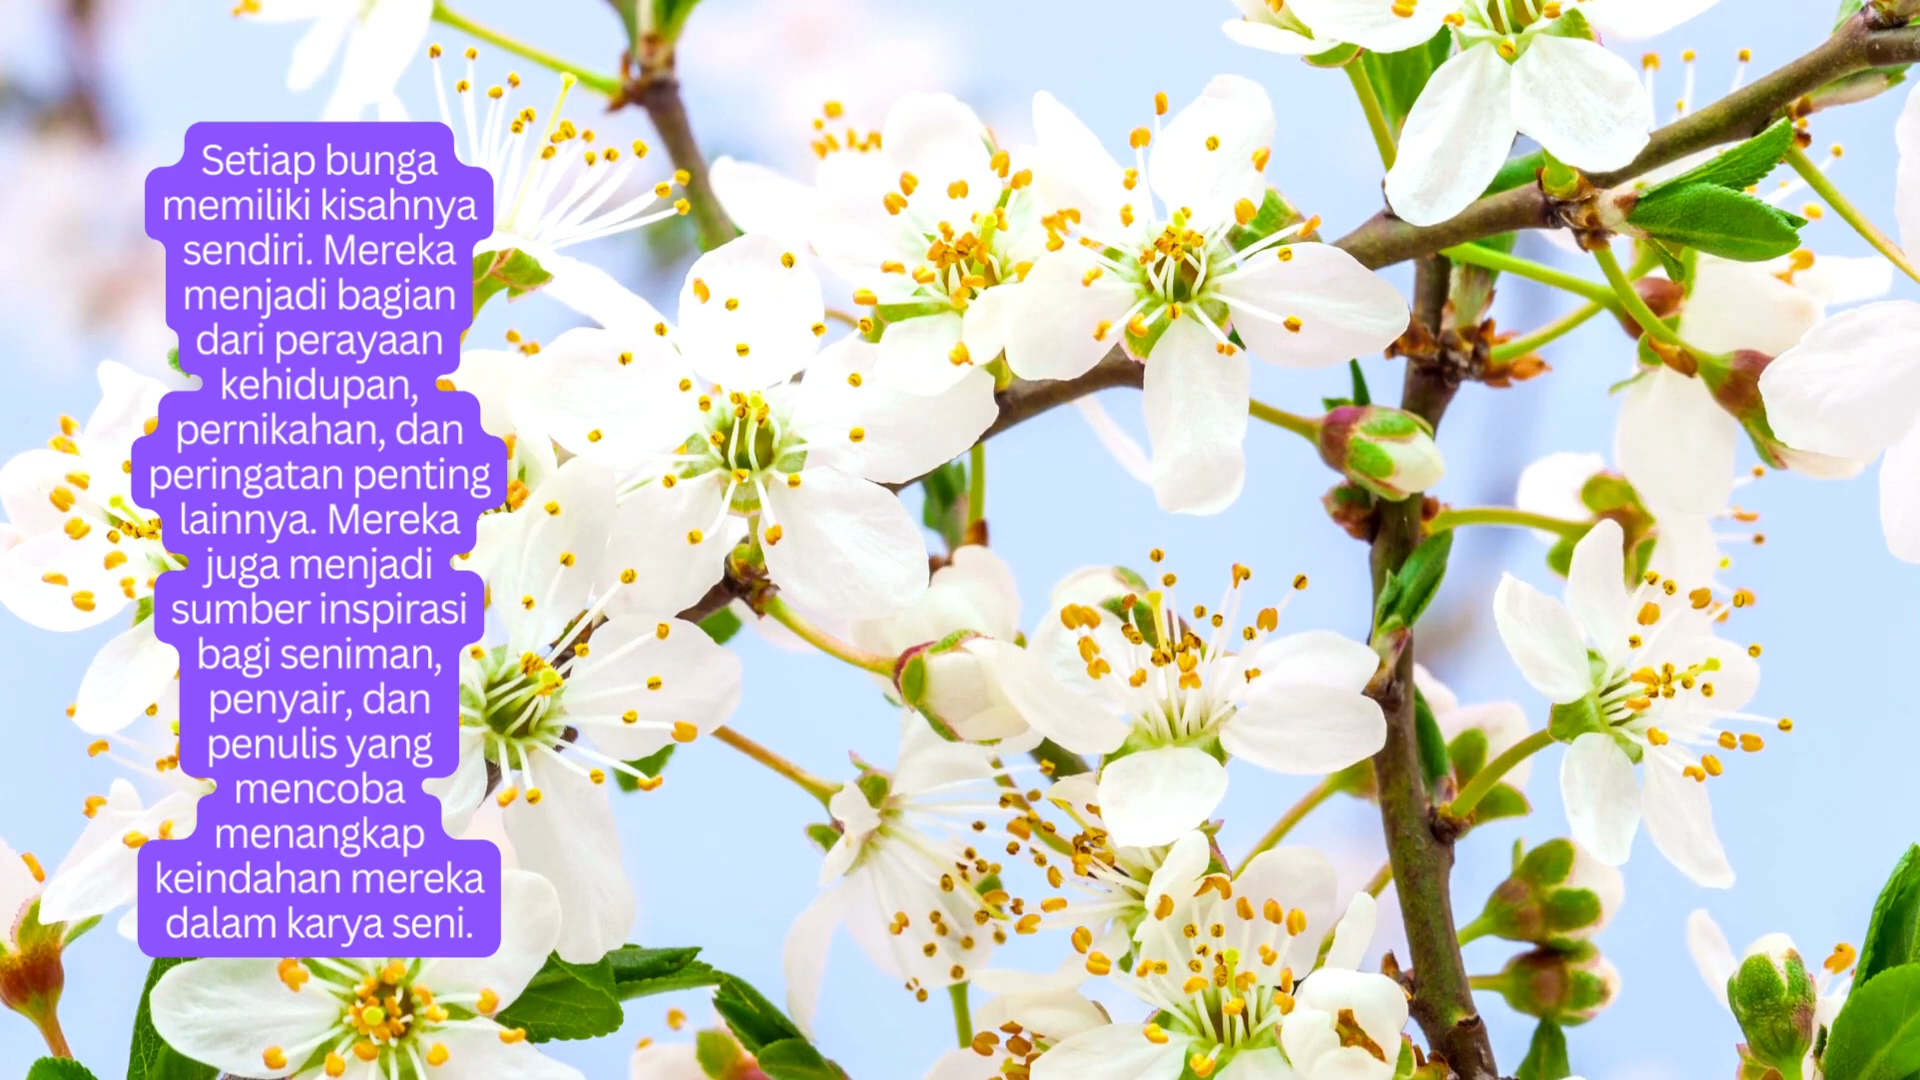 Setiap bunga
memiliki kisahnya
sendiri. Mereka
menjadi bagian
dari perayaan
kehidupan,
pernikahan, dan
peringatan penting
lainnya. Mereka
juga menjadi
sumber inspirasi
bagi seniman,
penyair, dan
penulis yang
mencoba
menangkap
keindahan mereka
dalam karya seni.